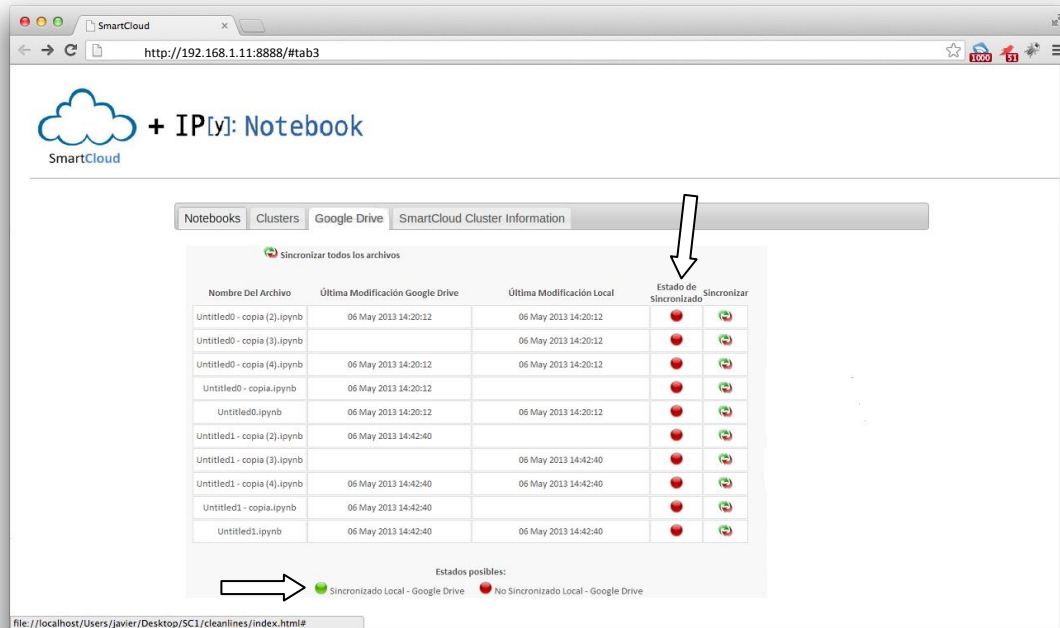 SmartCloud
http://192.168.1.11:8888/#tab3
1000
51
+ IP[y]: Notebook
SmartCloud
Notebooks Clusters Google Drive SmartCloud Cluster Information
Sincronizar todos los archivos
Nombre Del Archivo Última Modificación Google Drive Última Modificación Local Estado de Sincronizado Sincronizar
Untitled0 - copia (2).ipynb 06 May 2013 14:20:12 06 May 2013 14:20:12
Untitled0 - copia (3).ipynb 06 May 2013 14:20:12
Untitled0 - copia (4).ipynb 06 May 2013 14:20:12 06 May 2013 14:20:12
Untitled0 - copia.ipynb 06 May 2013 14:20:12
Untitled0.ipynb 06 May 2013 14:20:12 06 May 2013 14:20:12
Untitled1 - copia (2).ipynb 06 May 2013 14:42:40
Untitled1 - copia (3).ipynb 06 May 2013 14:42:40
Untitled1 - copia (4).ipynb 06 May 2013 14:42:40 06 May 2013 14:42:40
Untitled1 - copia.ipynb 06 May 2013 14:42:40
Untitled1.ipynb 06 May 2013 14:42:40 06 May 2013 14:42:40
Estados posibles:
Sincronizado Local - Google Drive No Sincronizado Local - Google Drive
file://localhost/Users/javier/Desktop/SC1/cleanlines/index.html#